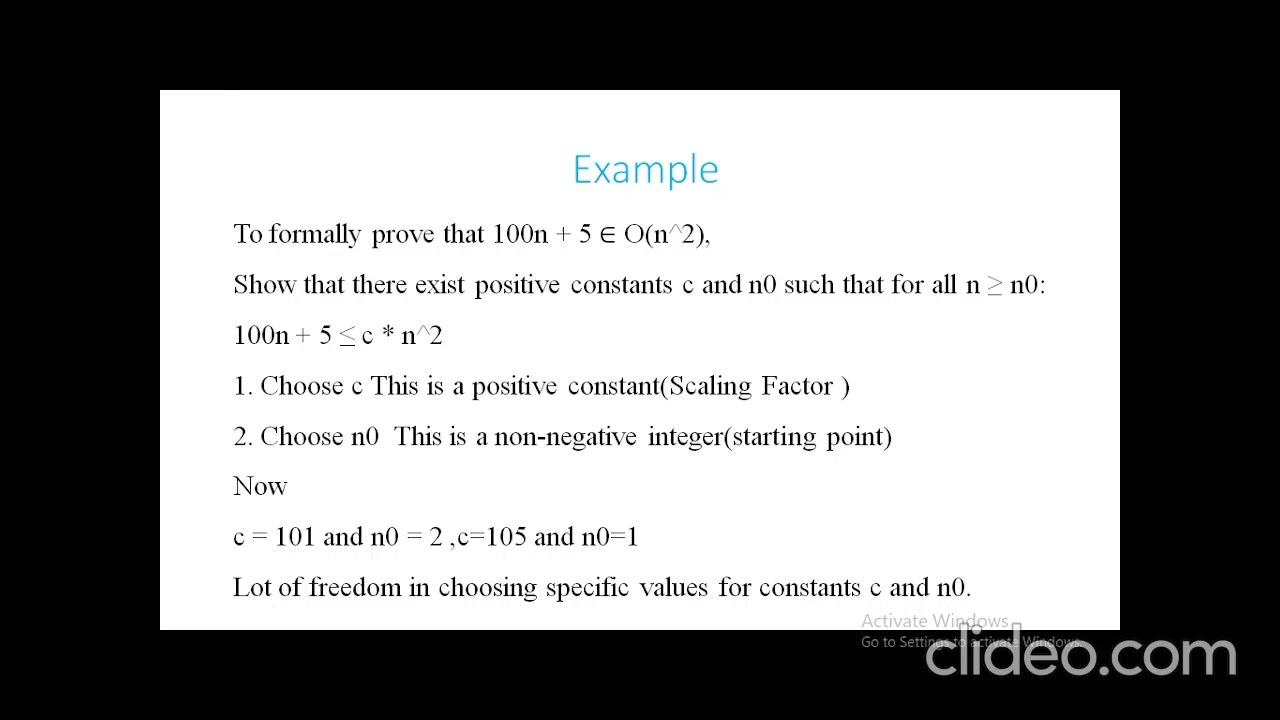 Example
To formally prove that 100n + 5 ∈ O(n^2),
Show that there exist positive constants c and n0 such that for all n ≥ n0:
100n + 5 ≤ c * n^2
1. Choose c This is a positive constant(Scaling Factor )
2. Choose n0  This is a non-negative integer(starting point)
Now
c = 101 and n0 = 2 ,c=105 and n0=1
Lot of freedom in choosing specific values for constants c and n0.
Activate Windows
Go to Settings to activate Windows.
clideo.com